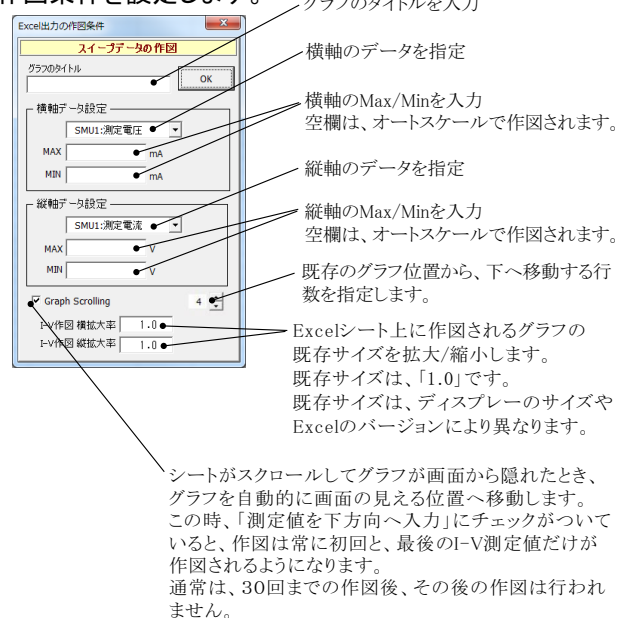 作図条件を設定します。
グラフのタイトルを入力
Excel出力の作図条件
スイープデータの作図
グラフのタイトル
OK
横軸データ設定
SMU1:測定電圧
MAX mA
MIN mA
縦軸データ設定
SMU1:測定電流
MAX V
MIN V
Graph Scrolling 4
I-V作図 横拡大率 1.0
I-V作図 縦拡大率 1.0
横軸のデータを指定
横軸のMax/Minを入力
空欄は、オートスケールで作図されます。
縦軸のデータを指定
縦軸のMax/Minを入力
空欄は、オートスケールで作図されます。
既存のグラフ位置から、下へ移動する行
数を指定します。
Excelシート上に作図されるグラフの
既存サイズを拡大/縮小します。
既存サイズは、「1.0」です。
既存サイズは、ディスプレーのサイズや
Excelのバージョンにより異なります。
シートがスクロールしてグラフが画面から隠れたとき、
グラフを自動的に画面の見える位置へ移動します。
この時、「測定値を下方向へ入力」にチェックがついて
いると、作図は常に初回と、最後のI-V測定値だけが
作図されるようになります。
通常は、30回までの作図後、その後の作図は行われ
ません。